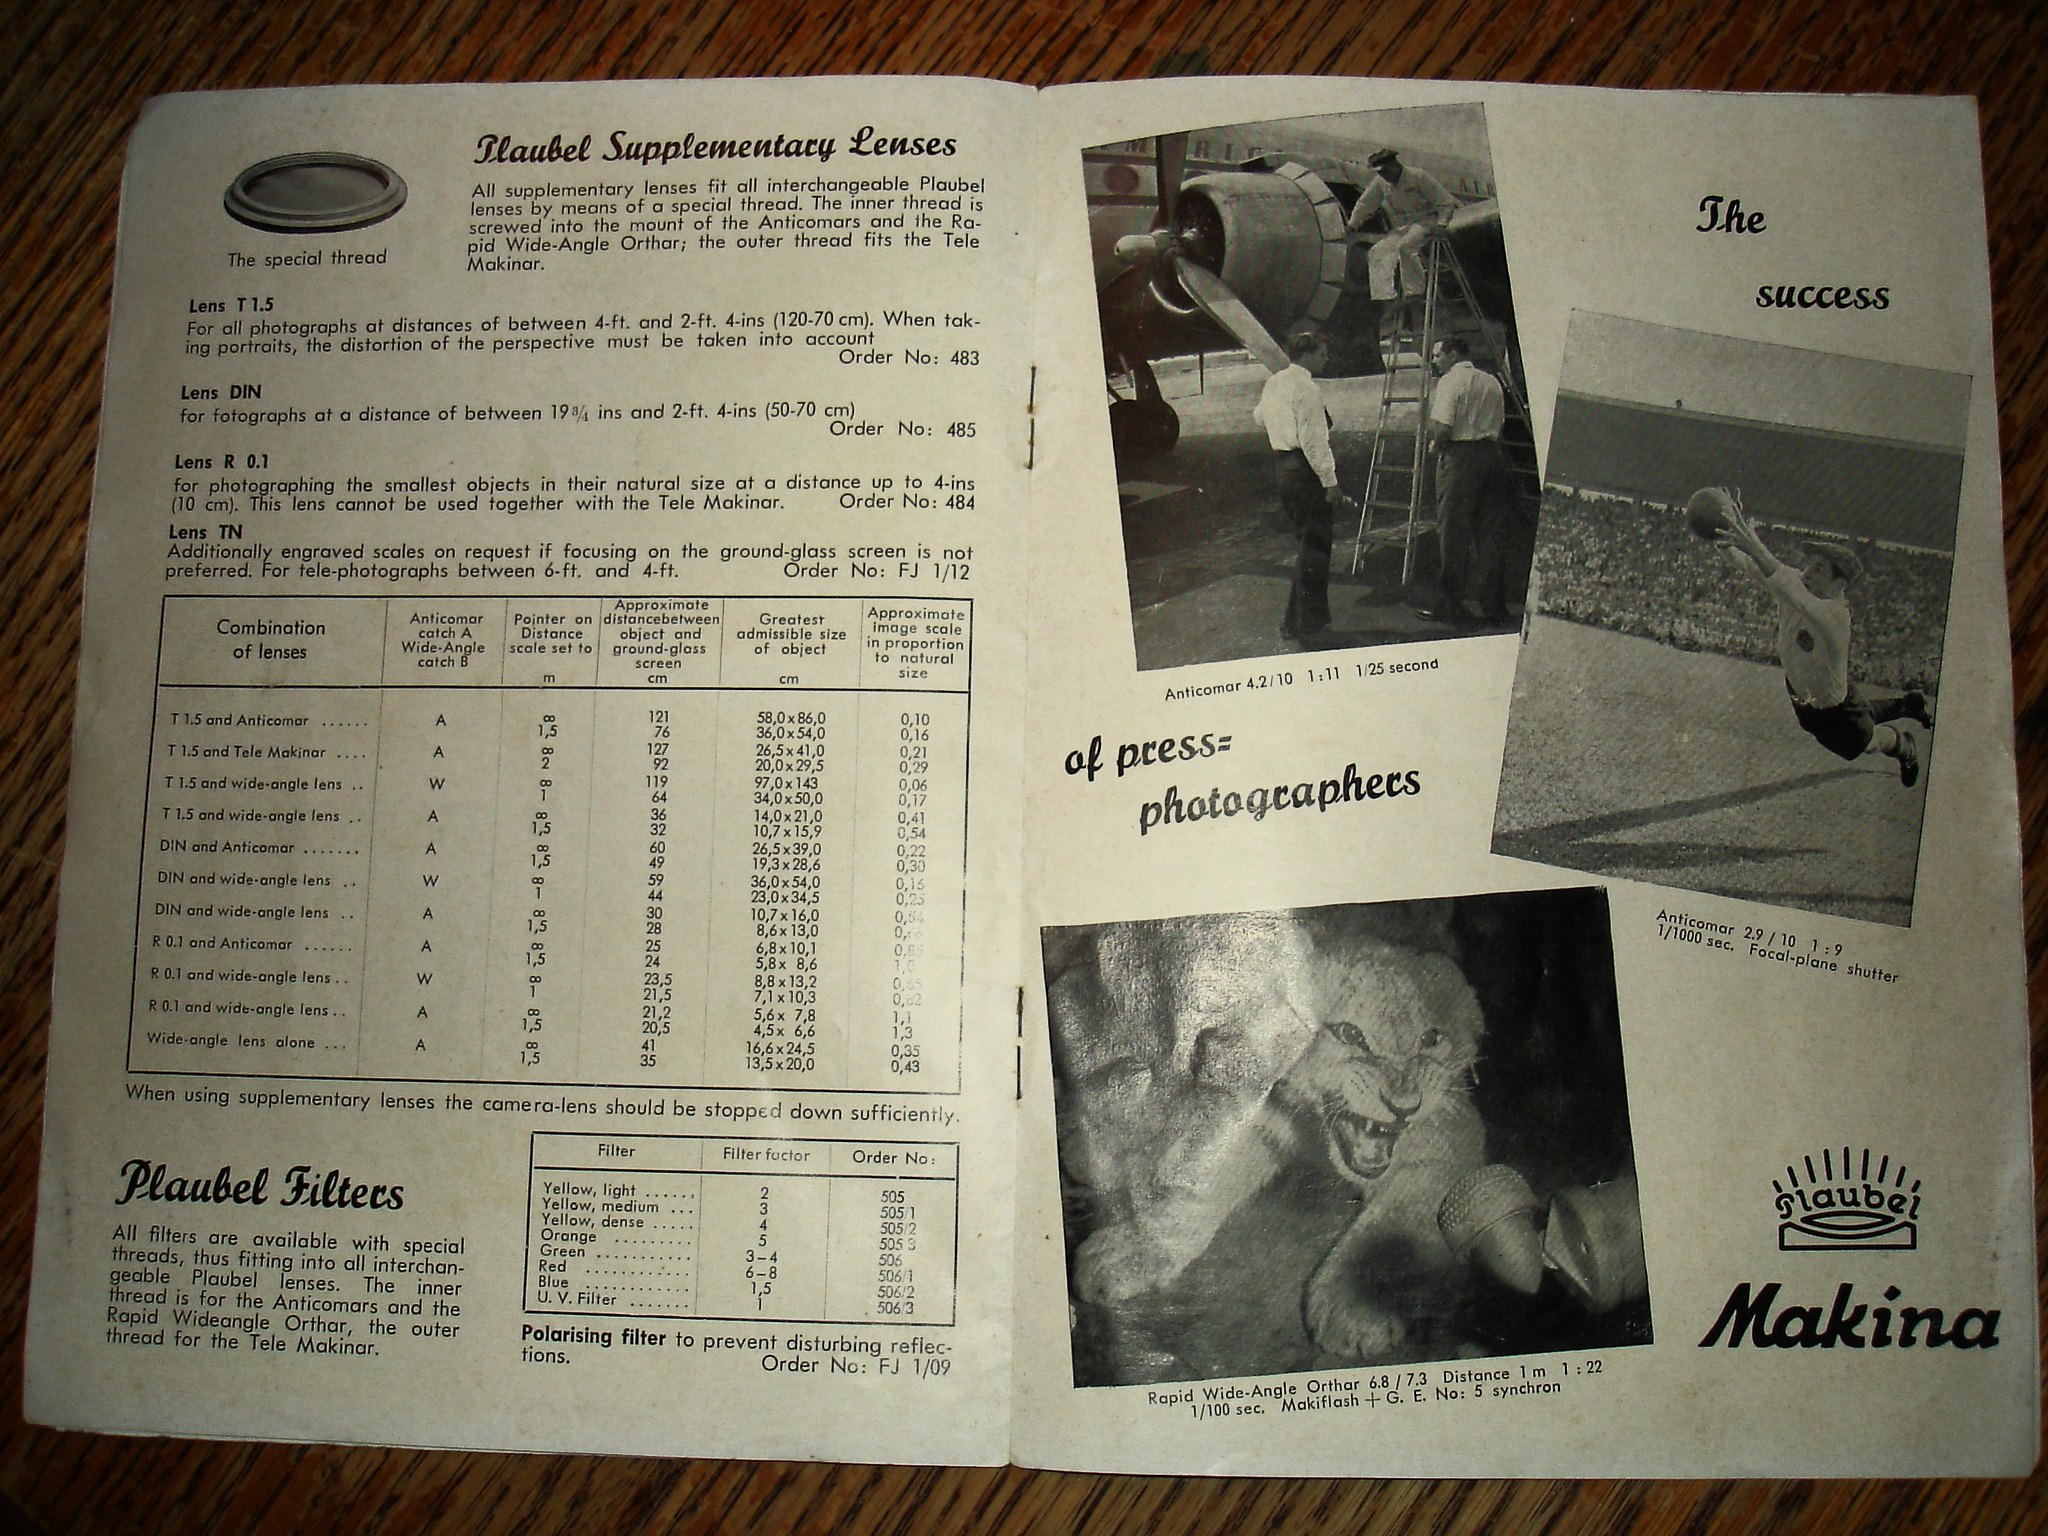 Plaubel Supplementary Lenses
All supplementary lenses fit all interchangeable Plaubel
lenses by means of a special thread. The inner thread is
screwed into the mount of the Anticomars and the Ra-
pid Wide-Angle Orthar; the outer thread fits the Tele
Makinar.
The special thread
Lens T 1.5
For all photographs at distances of between 4-ft. and 2-ft. 4-ins (120-70 cm). When tak-
ing portraits, the distortion of the perspective must be taken into account
Order No: 483
Lens DIN
for fotographs at a distance of between 19 3/4 ins and 2-ft. 4-ins (50-70 cm)
Order No: 485
Lens R 0.1
for photographing the smallest objects in their natural size at a distance up to 4-ins
(10 cm). This lens cannot be used together with the Tele Makinar. Order No: 484
Lens TN
Additionally engraved scales on request if focusing on the ground-glass screen is not
preferred. For tele-photographs between 6-ft. and 4-ft. Order No: FJ 1/12
Combination
of lenses
Anticomar
catch A
Wide-Angle
catch B
Pointer on
Distance
scale set to
m
Approximate
distancebetween
object and
ground-glass
screen
cm
Greatest
admissible size
of object
cm
Approximate
image scale
in proportion
to natural
size
T 1.5 and Anticomar ...... A ∞ 121 58,0 x 86,0 0,10
1,5 76 36,0 x 54,0 0,16
T 1.5 and Tele Makinar .... A ∞ 127 26,5 x 41,0 0,21
2 92 20,0 x 29,5 0,29
T 1.5 and wide-angle lens .. W ∞ 119 97,0 x 143 0,06
1 64 34,0 x 50,0 0,17
T 1.5 and wide-angle lens .. A ∞ 36 14,0 x 21,0 0,41
1,5 32 10,7 x 15,9 0,54
DIN and Anticomar ....... A ∞ 60 26,5 x 39,0 0,22
1,5 49 19,3 x 28,6 0,30
DIN and wide-angle lens .. W ∞ 59 36,0 x 54,0
1 44 23,0 x 34,5 0,25
DIN and wide-angle lens .. A ∞ 30 10,7 x 16,0
1,5 28 8,6 x 13,0
R 0.1 and Anticomar ...... A ∞ 25 6,8 x 10,1
1,5 24 5,8 x 8,6
R 0.1 and wide-angle lens .. W ∞ 23,5 8,8 x 13,2
1 21,5 7,1 x 10,3 0,82
R 0.1 and wide-angle lens .. A ∞ 21,2 5,6 x 7,8 1,1
1,5 20,5 4,5 x 6,6 1,3
Wide-angle lens alone ... A ∞ 41 16,6 x 24,5 0,35
1,5 35 13,5 x 20,0 0,43
When using supplementary lenses the camera-lens should be stopped down sufficiently.
Plaubel Filters
All filters are available with special
threads, thus fitting into all interchan-
geable Plaubel lenses. The inner
thread is for the Anticomars and the
Rapid Wideangle Orthar, the outer
thread for the Tele Makinar.
Filter Filter factor Order No:
Yellow, light ...... 2 505
Yellow, medium ... 3 505/1
Yellow, dense ..... 4 505/2
Orange ......... 5 505 3
Green ........... 3–4 506
Red ............ 6–8 506/1
Blue ............ 1,5 506/2
U. V. Filter ....... 1 506/3
Polarising filter to prevent disturbing reflec-
tions. Order No: FJ 1/09
The
success
of press=
photographers
Anticomar 4.2/10 1:11 1/25 second
Anticomar 2.9 / 10 1 : 9
1/1000 sec. Focal-plane shutter
Rapid Wide-Angle Orthar 6.8 / 7.3 Distance 1 m 1 : 22
1/100 sec. Makiflash + G. E. No: 5 synchron
Plaubel
Makina